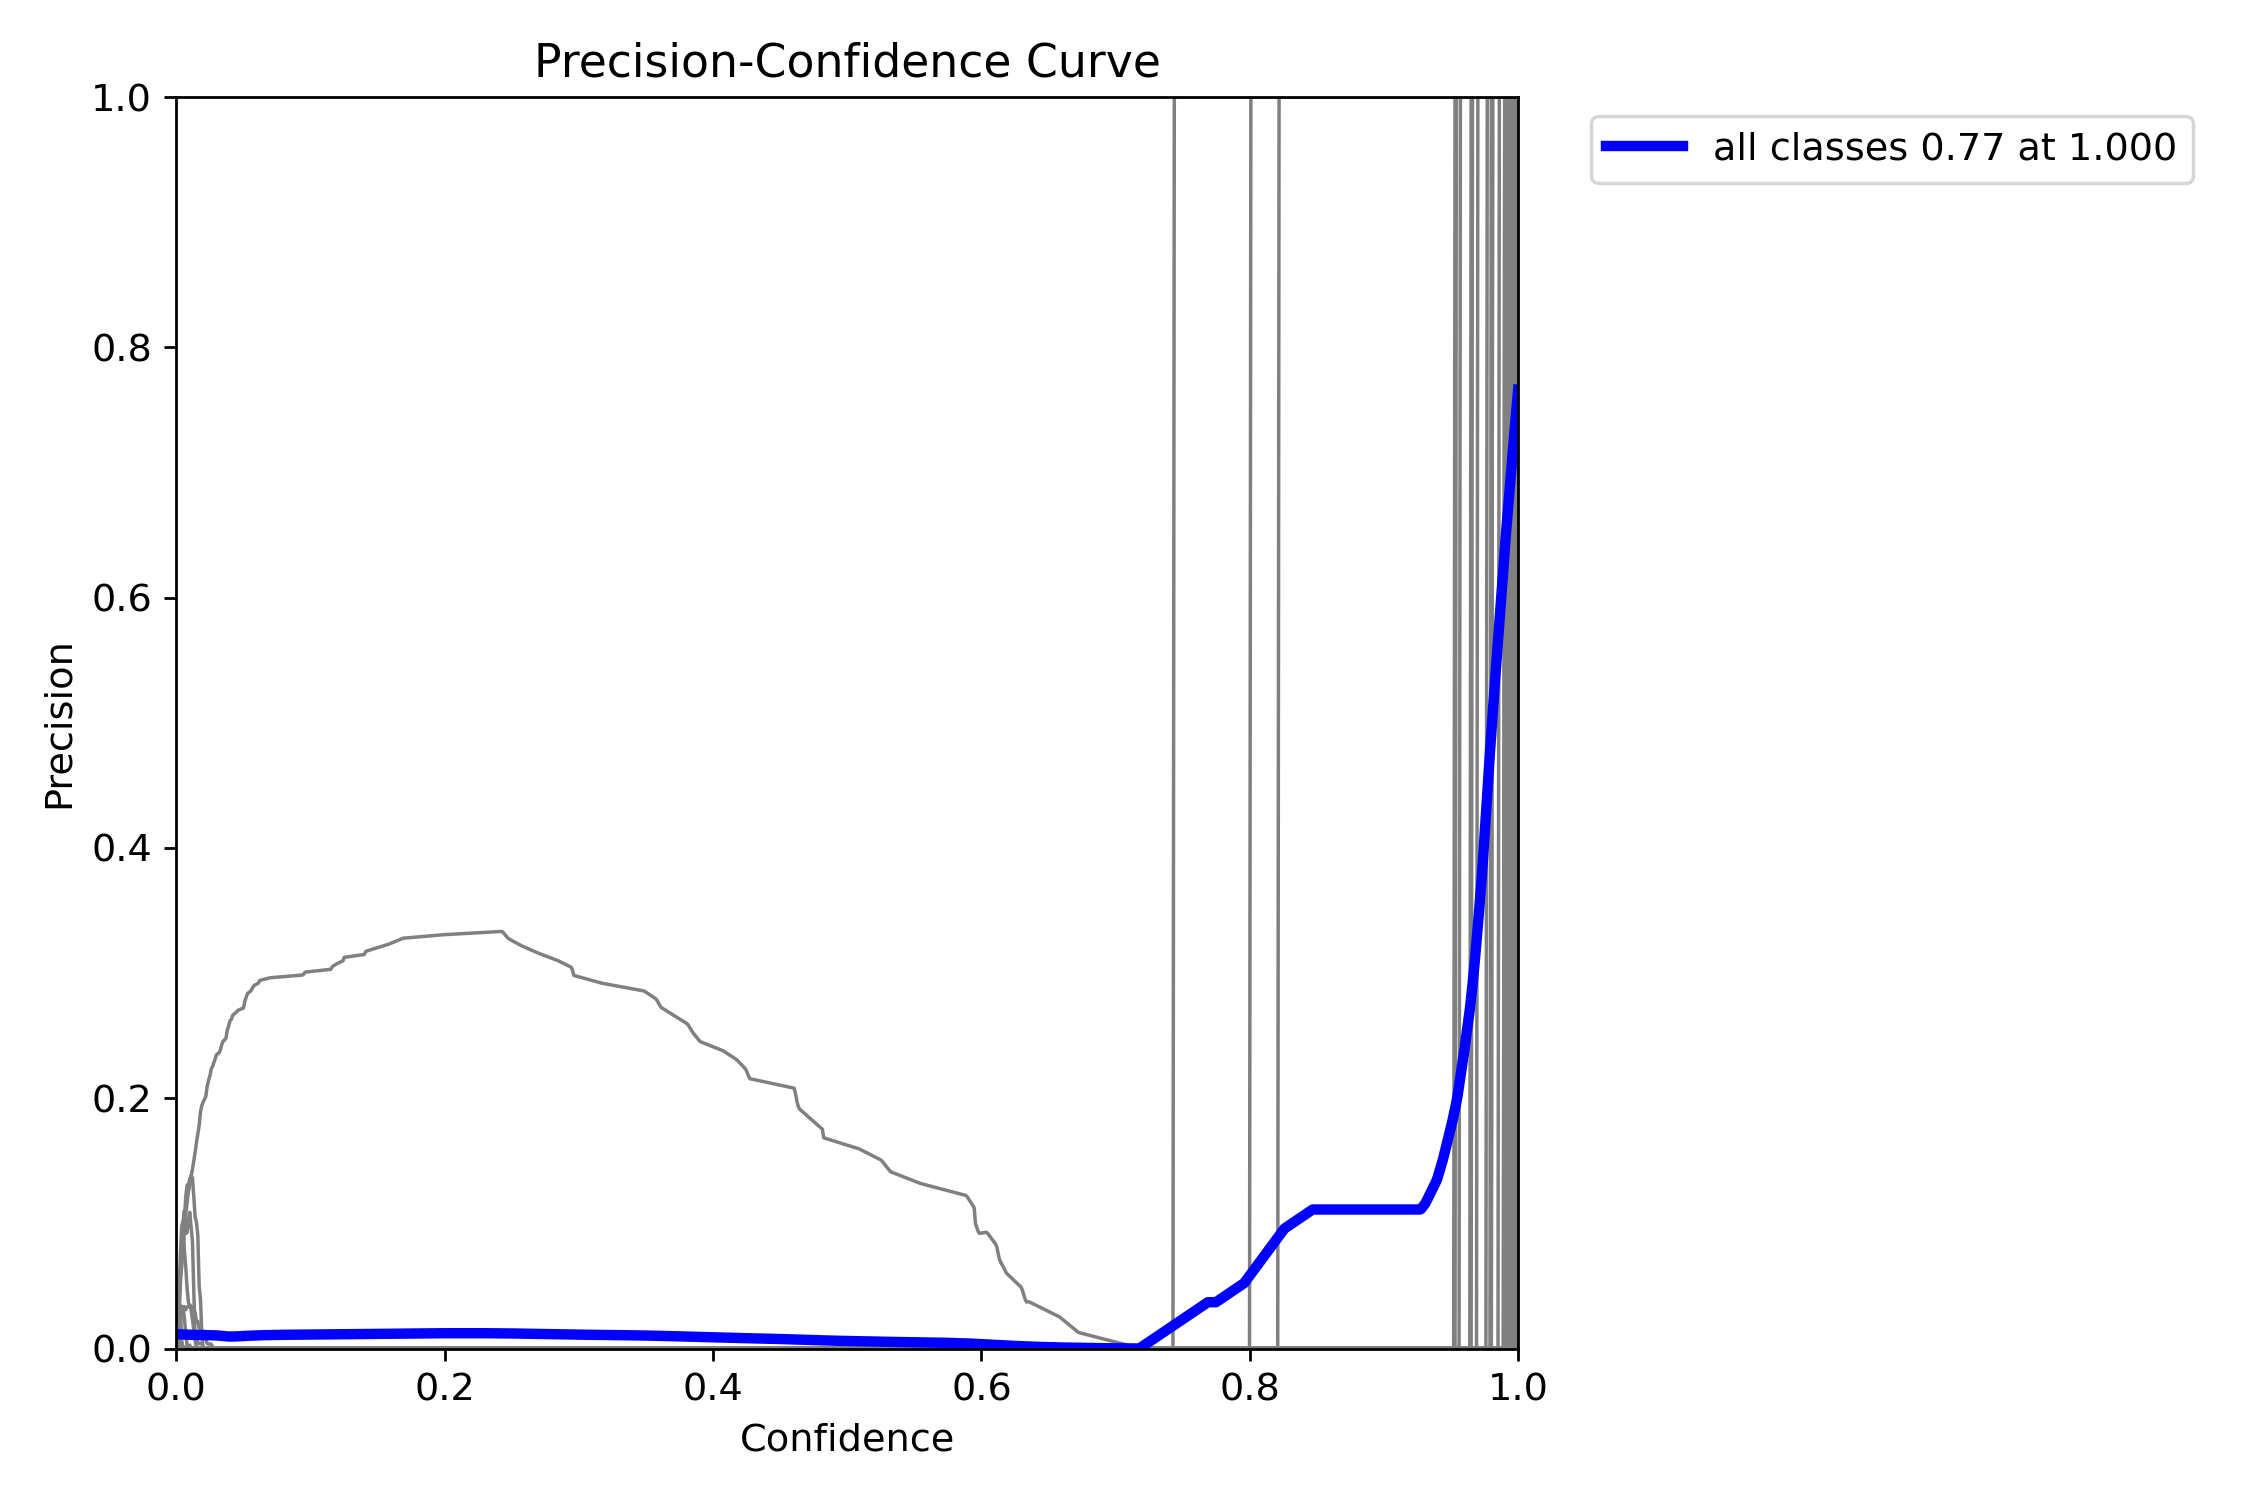 Precision-Confidence Curve
all classes 0.77 at 1.000
1.0
0.8
0.6
0.4
0.2
0.0
Precision
0.0 0.2 0.4 0.6 0.8 1.0
Confidence